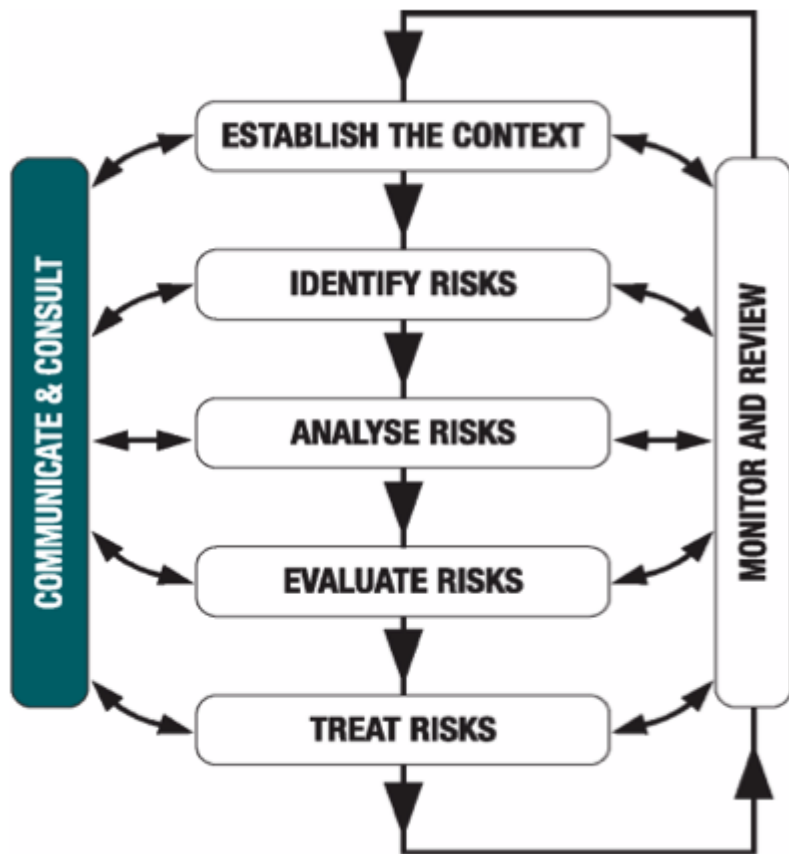 ESTABLISH THE CONTEXT
COMMUNICATE & CONSULT
IDENTIFY RISKS
ANALYSE RISKS
EVALUATE RISKS
TREAT RISKS
MONITOR AND REVIEW